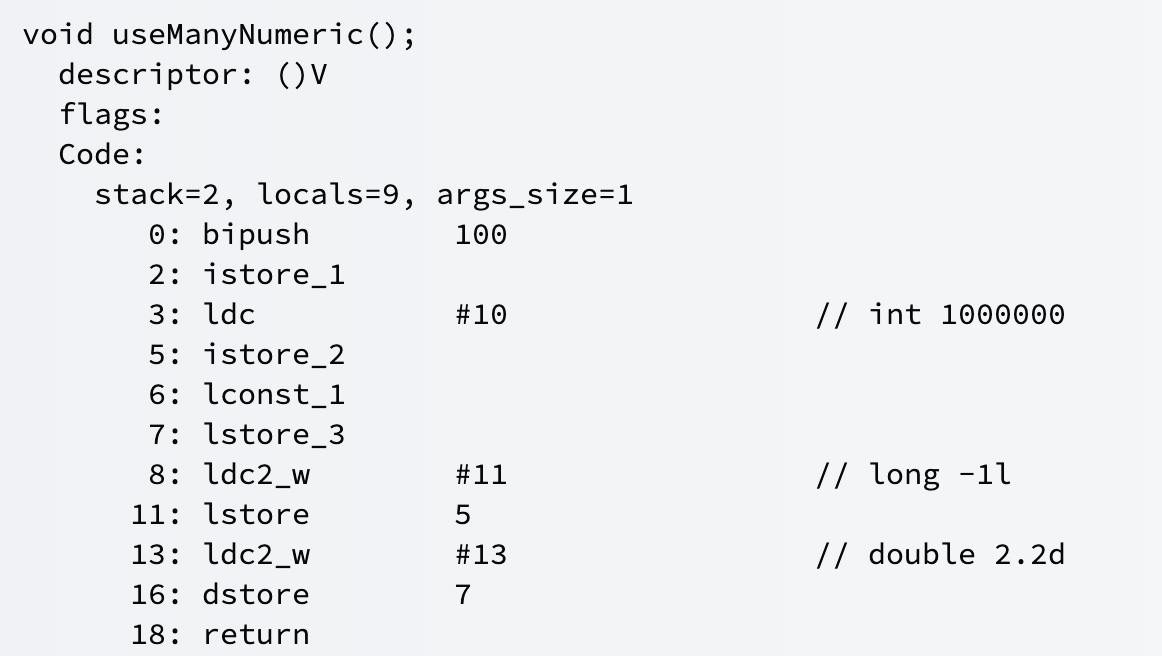 void useManyNumeric();
descriptor: ()V
flags:
Code:
stack=2, locals=9, args_size=1
0: bipush 100
2: istore_1
3: ldc #10 // int 1000000
5: istore_2
6: lconst_1
7: lstore_3
8: ldc2_w #11 // long -1l
11: lstore 5
13: ldc2_w #13 // double 2.2d
16: dstore 7
18: return